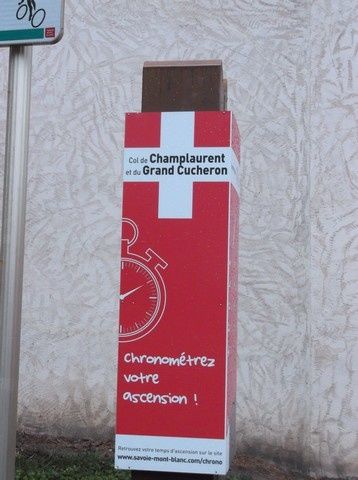 Col de Champlaurent
et du Grand Cucheron
Chronométrez
votre
ascension !
Retrouvez votre temps d'ascension sur le site
www.savoie-mont-blanc.com/chrono